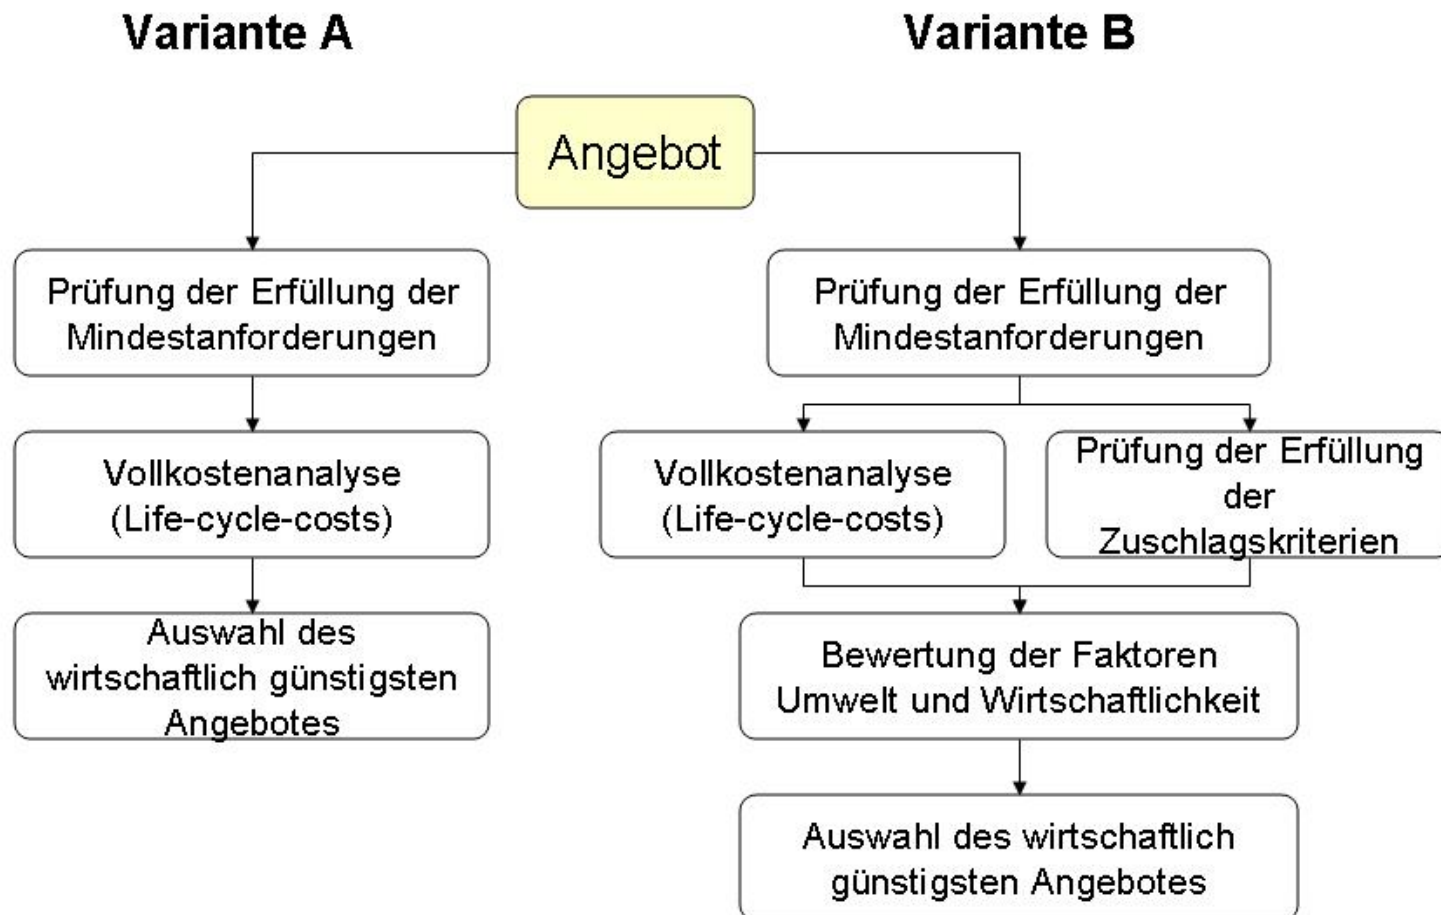 Variante A
Variante B
Angebot
Prüfung der Erfüllung der
Mindestanforderungen
Vollkostenanalyse
(Life-cycle-costs)
Auswahl des
wirtschaftlich günstigsten
Angebotes
Prüfung der Erfüllung der
Mindestanforderungen
Vollkostenanalyse
(Life-cycle-costs)
Prüfung der Erfüllung
der
Zuschlagskriterien
Bewertung der Faktoren
Umwelt und Wirtschaftlichkeit
Auswahl des wirtschaftlich
günstigsten Angebotes